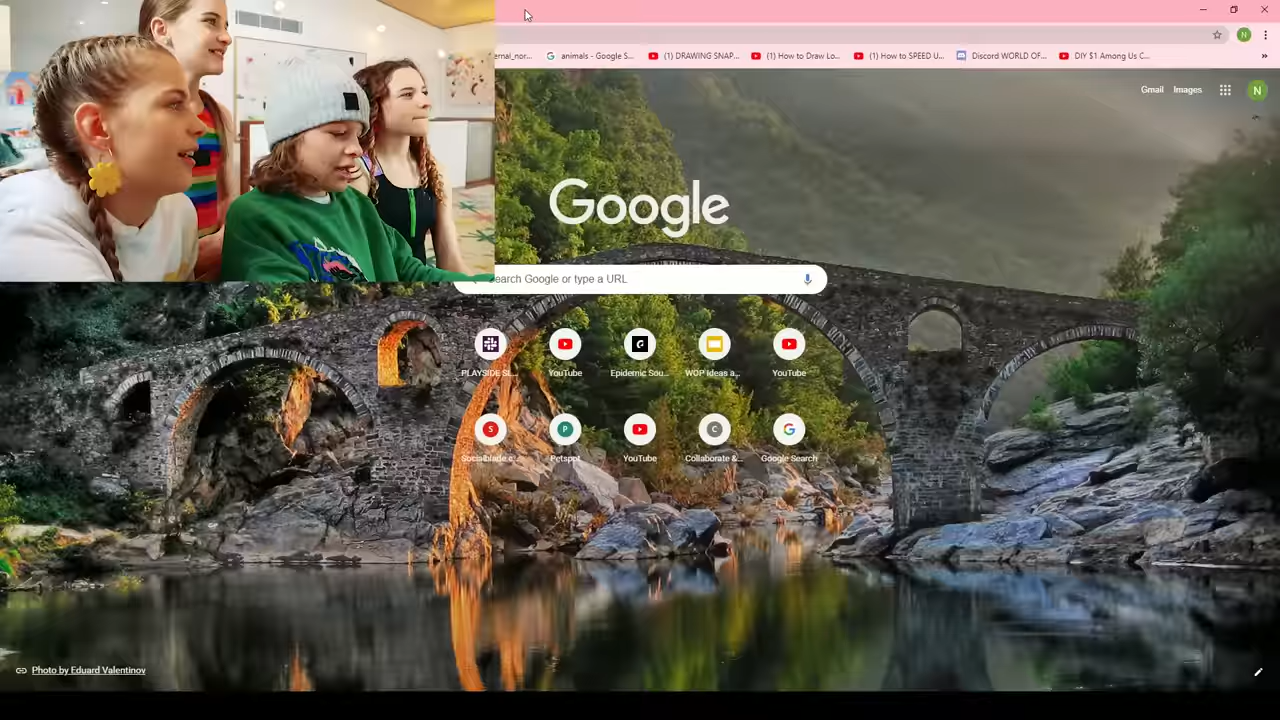 ernal_nor... animals - Google S... (1) DRAWING SNAP... (1) How to Draw Lo... (1) How to SPEED U... Discord WORLD OF... DIY $1 Among Us C... »
N
Gmail Images N
Google
Search Google or type a URL
PLAYSIDE SL... YouTube Epidemic Sou... WOP Ideas a... YouTube
S P C G
Socialblade.c... Petspot YouTube Collaborate &... Google Search
Photo by Eduard Valentinov